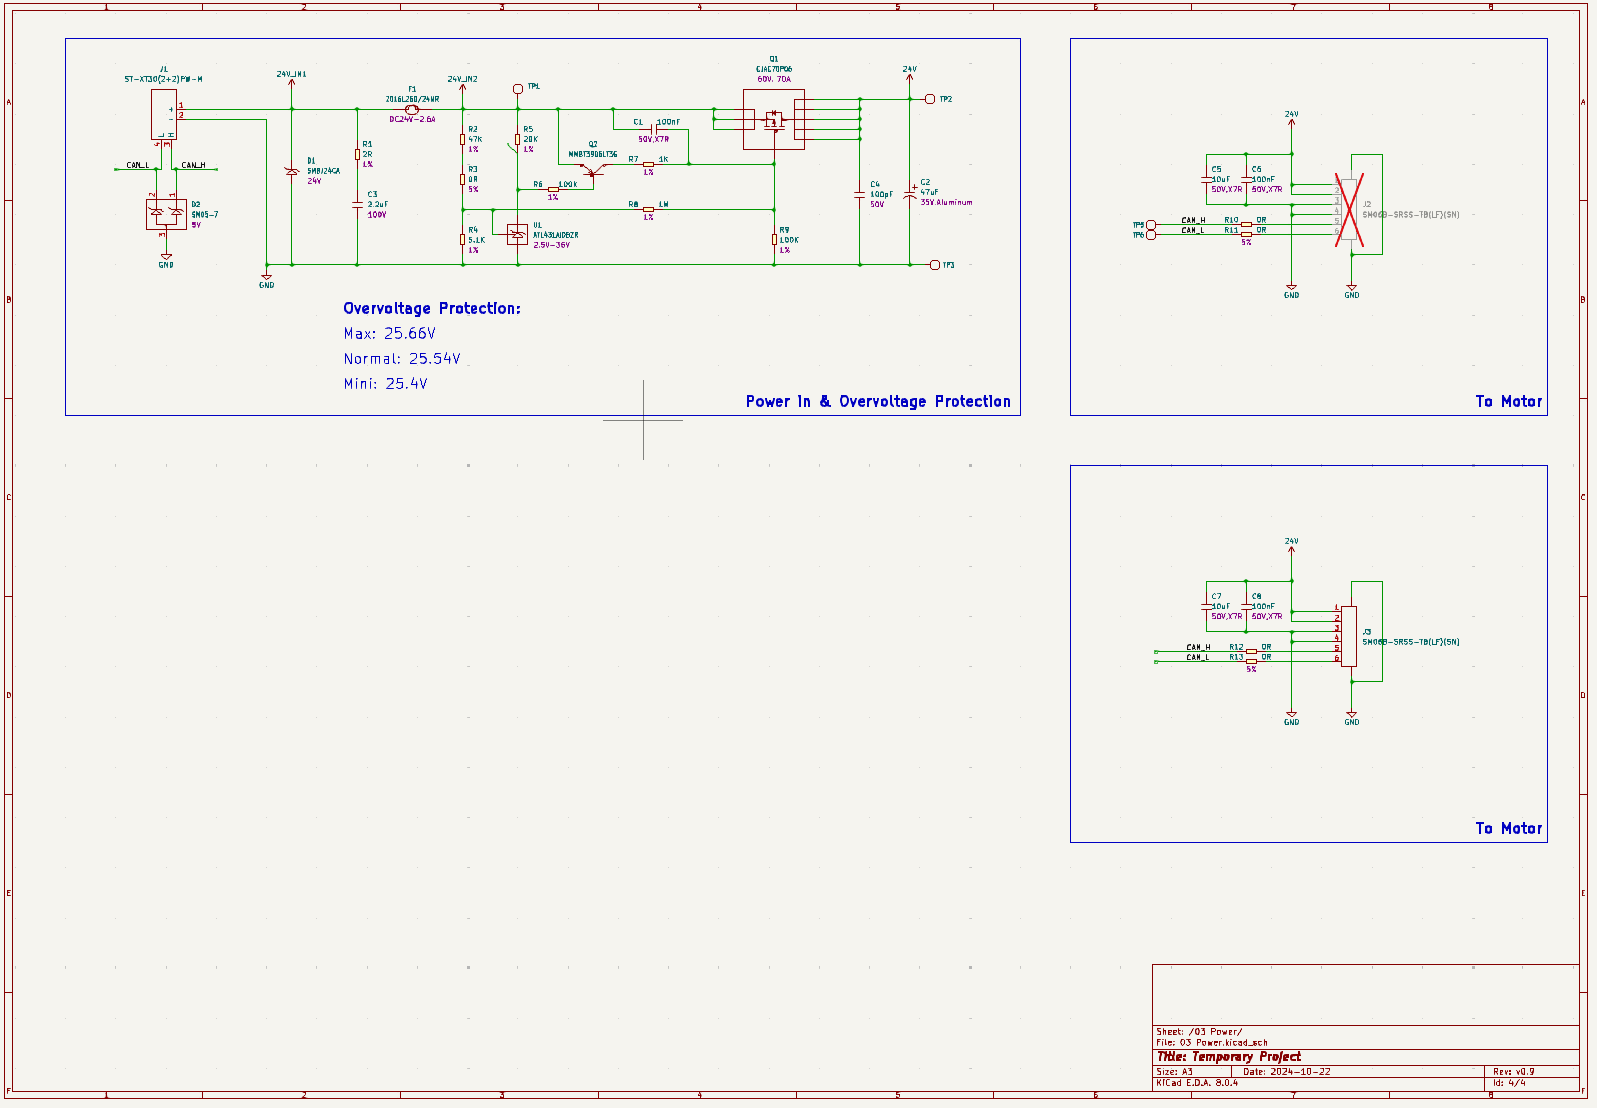 1 2 3 4 5 6 7 8
A
B
C
D
E
F
J1
ST-XT30(2+2)PW-M
+ 1
- 2
L H
4 3
CAN_L
CAN_H
2 1
D2
SM05-7
5V
3
GND
GND
24V_IN1
D1
SMBJ24CA
24V
R1
2R
1%
C3
2.2uF
100V
F1
2016L260/24NR
DC24V-2.6A
24V_IN2
R2
47K
1%
R3
0R
5%
R4
5.1K
1%
TP1
R5
20K
1%
Q2
MMBT3906LT3G
R6 100K
1%
U1
ATL431AIDBZR
2.5V-36V
C1 100nF
50V,X7R
R7 1K
1%
R8 1M
1%
Q1
CJAC70P06
60V, 70A
R9
100K
1%
C4
100pF
50V
24V
C2
47uF
35V,Aluminum
TP2
TP3
Overvoltage Protection:
Max: 25.66V
Normal: 25.54V
Mini: 25.4V
Power in & Overvoltage Protection
24V
C5
10uF
50V,X7R
C6
100nF
50V,X7R
J2
SM06B-SRSS-TB(LF)(SN)
TP5
CAN_H
R10 0R
TP6
CAN_L
R11 0R
5%
GND
GND
To Motor
24V
C7
10uF
50V,X7R
C8
100nF
50V,X7R
1
2
3
4
5
6
J3
SM06B-SRSS-TB(LF)(SN)
CAN_H
R12 0R
CAN_L
R13 0R
5%
GND
GND
To Motor
Sheet: /03 Power/
File: 03 Power.kicad_sch
Title: Temporary Project
Size: A3 Date: 2024-10-22 Rev: v0.9
KiCad E.D.A. 8.0.4 Id: 4/4
A
B
C
D
E
F
1 2 3 4 5 6 7 8